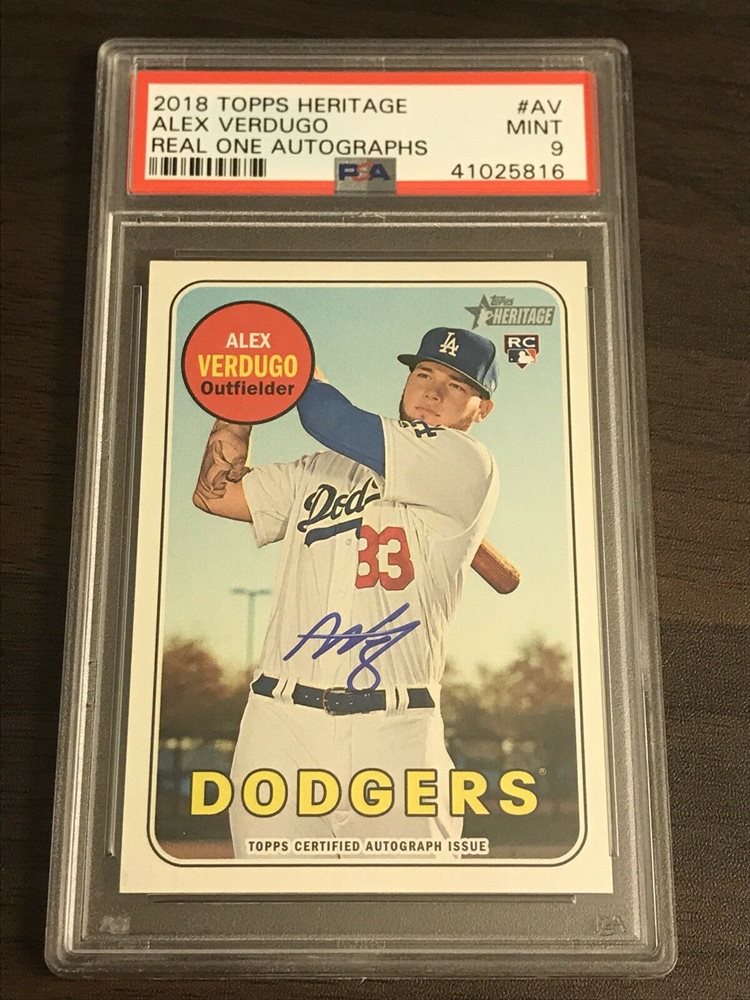 2018 TOPPS HERITAGE #AV
ALEX VERDUGO MINT
REAL ONE AUTOGRAPHS 9
PSA 41025816
TOPPS
HERITAGE
RC
ALEX
VERDUGO
Outfielder
LA
Dod
33
DODGERS®
TOPPS CERTIFIED AUTOGRAPH ISSUE